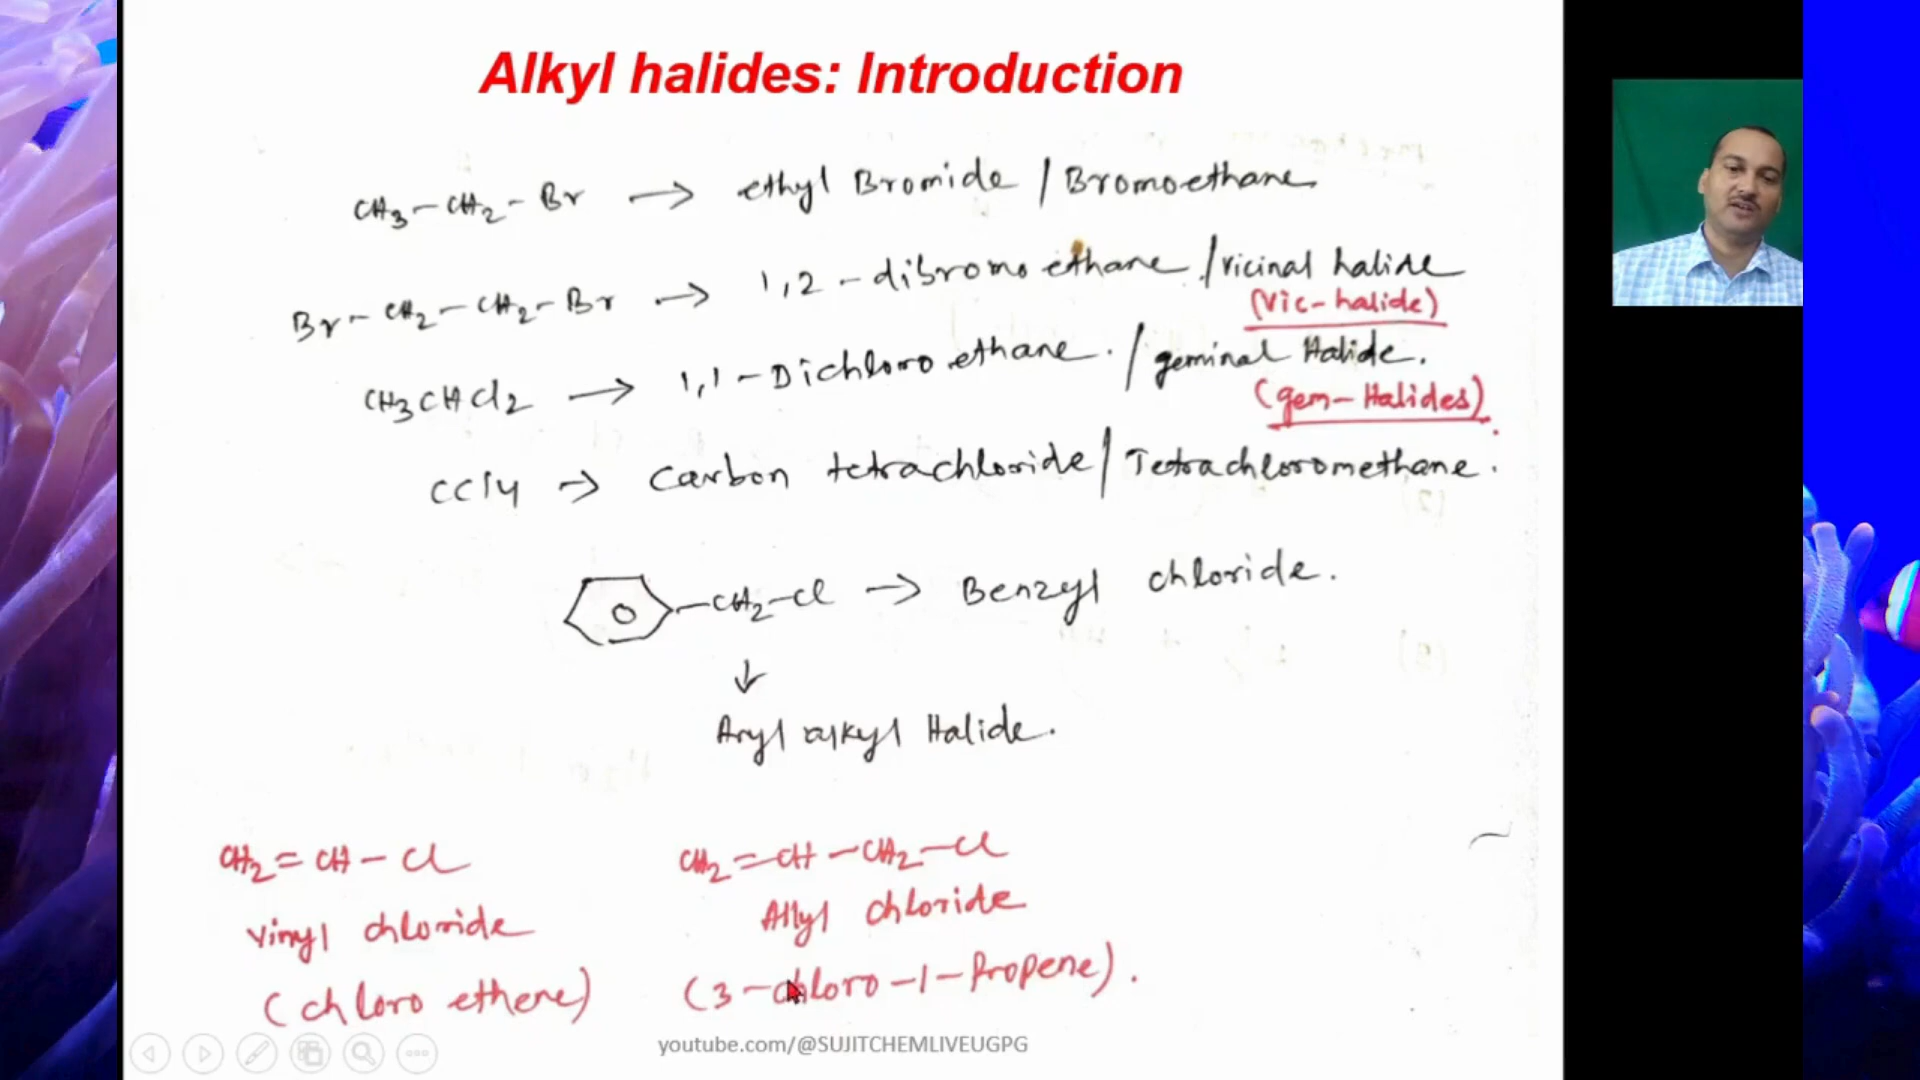 Alkyl halides: Introduction
CH3-CH2-Br → ethyl Bromide / Bromoethane
Br-CH2-CH2-Br → 1,2-dibromo ethane / vicinal halide
(Vic-halide)
CH3CHCl2 → 1,1-Dichloro ethane. / geminal Halide.
(gem-Halides).
CCl4 → Carbon tetrachloride / Tetrachloromethane.
-CH2-Cl → Benzyl chloride.
↓
Aryl alkyl Halide.
CH2=CH-Cl CH2=CH-CH2-Cl
Vinyl chloride Allyl chloride
(chloro ethene) (3-chloro-1-Propene).
youtube.com/@SUJITCHEMLIVEUGPG